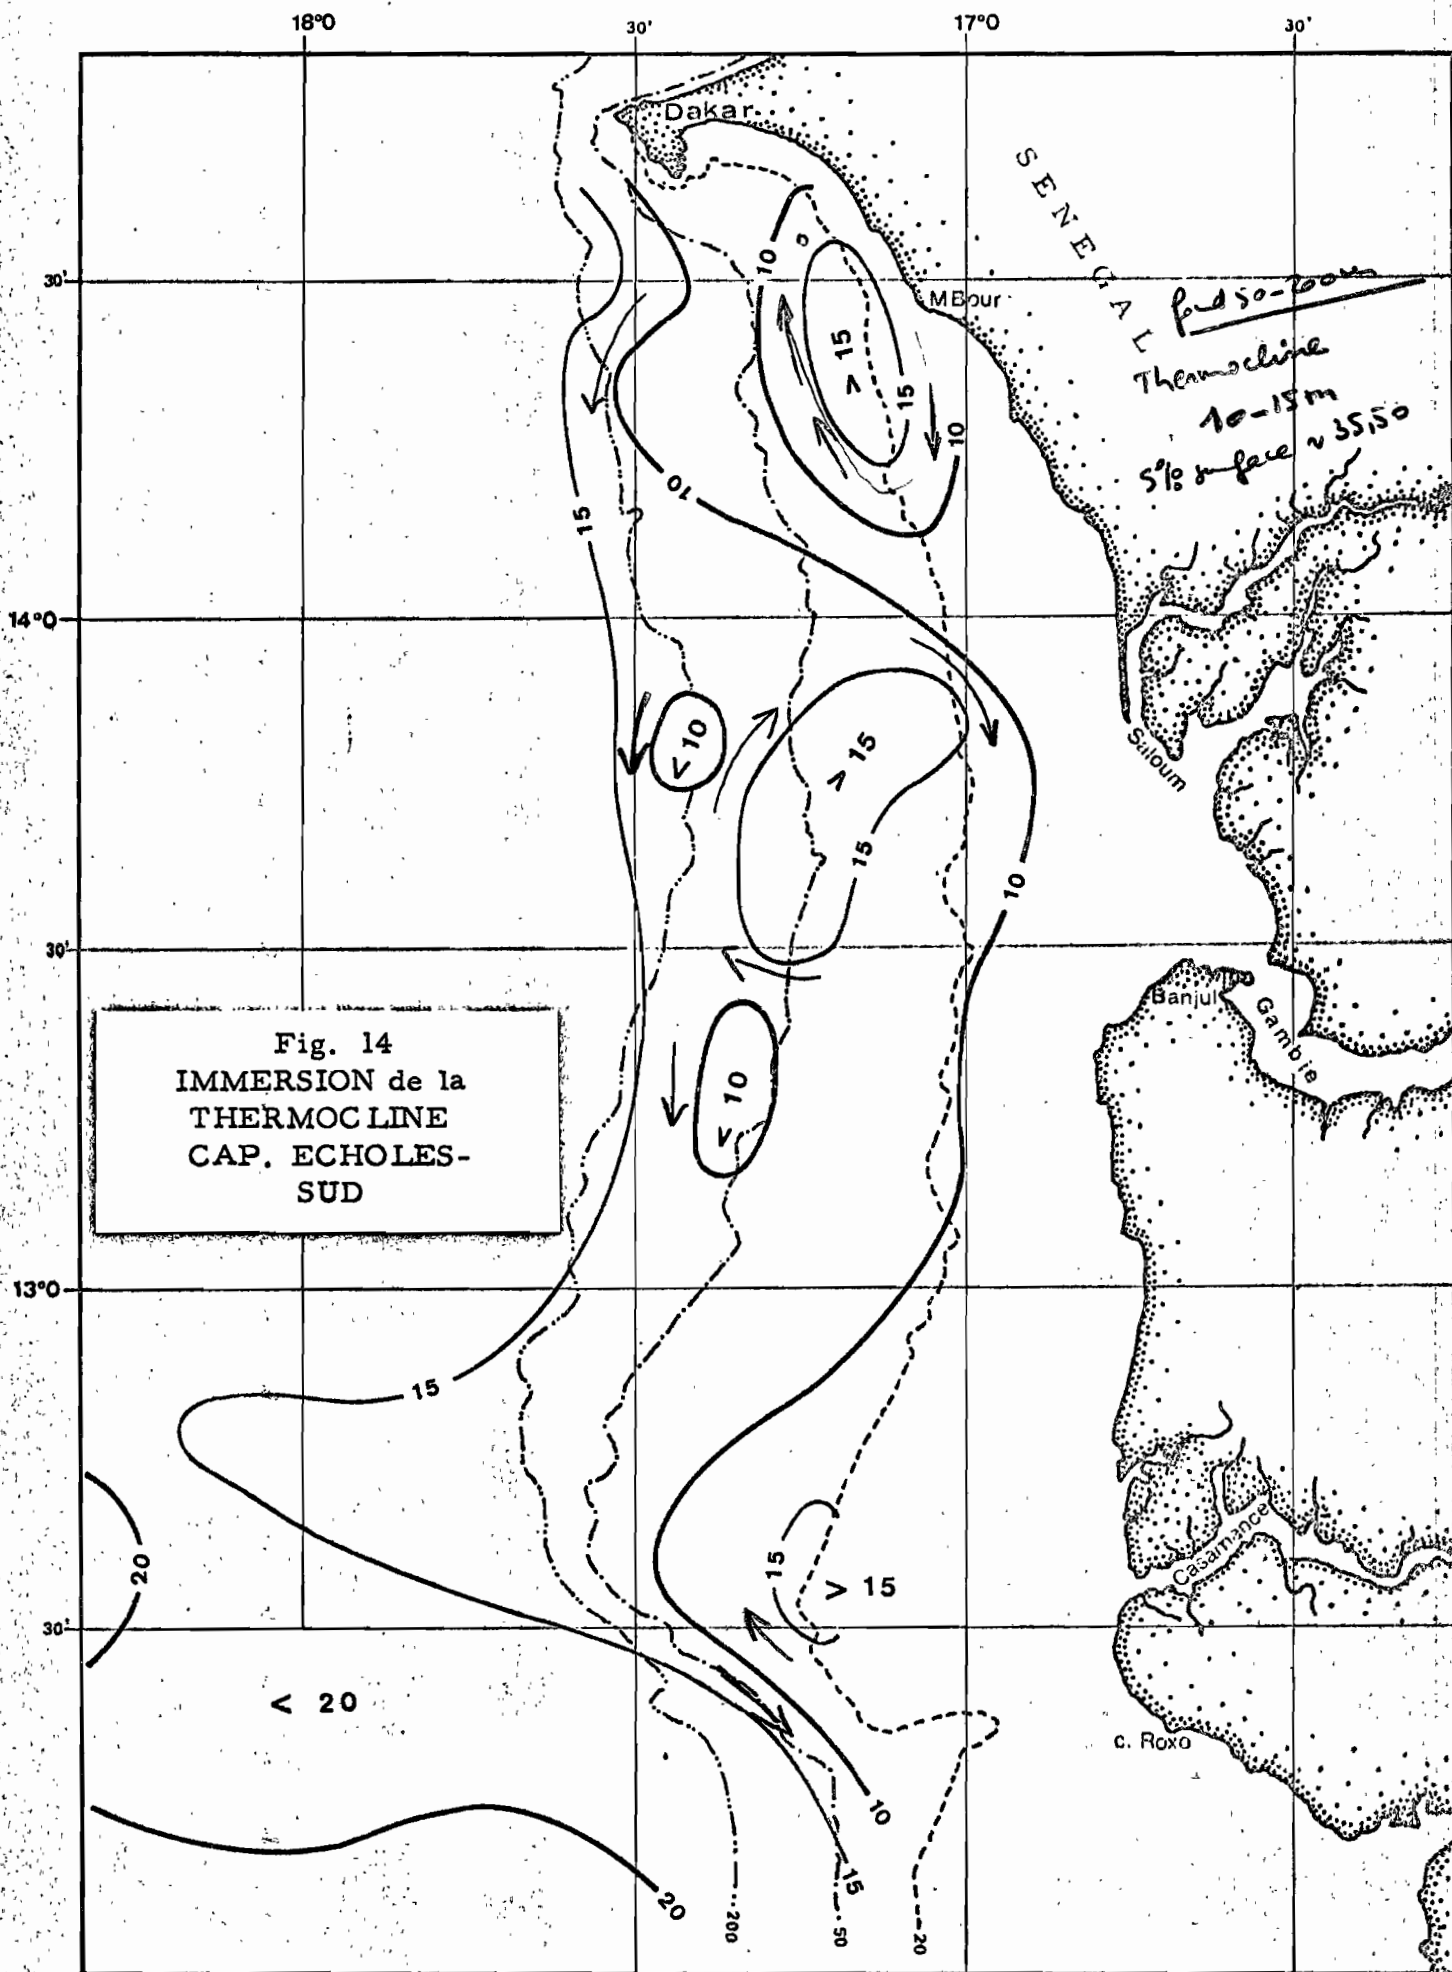 18°0
30'
17°0
30'
Dakar
10
30'
SENEGAL
MBour
fond 50-200m
Thermocline
10-15m
S‰ surface ~ 35,50
> 15
15
10
10
15
14°0
< 10
> 15
Saloum
15
10
30'
Banjul
Gambie
Fig. 14
IMMERSION de la
THERMOCLINE
CAP. ECHOLES-
SUD
< 10
13°0
15
20
15
> 15
Casamance
30'
< 20
c. Roxo
10
15
20
200
50
20